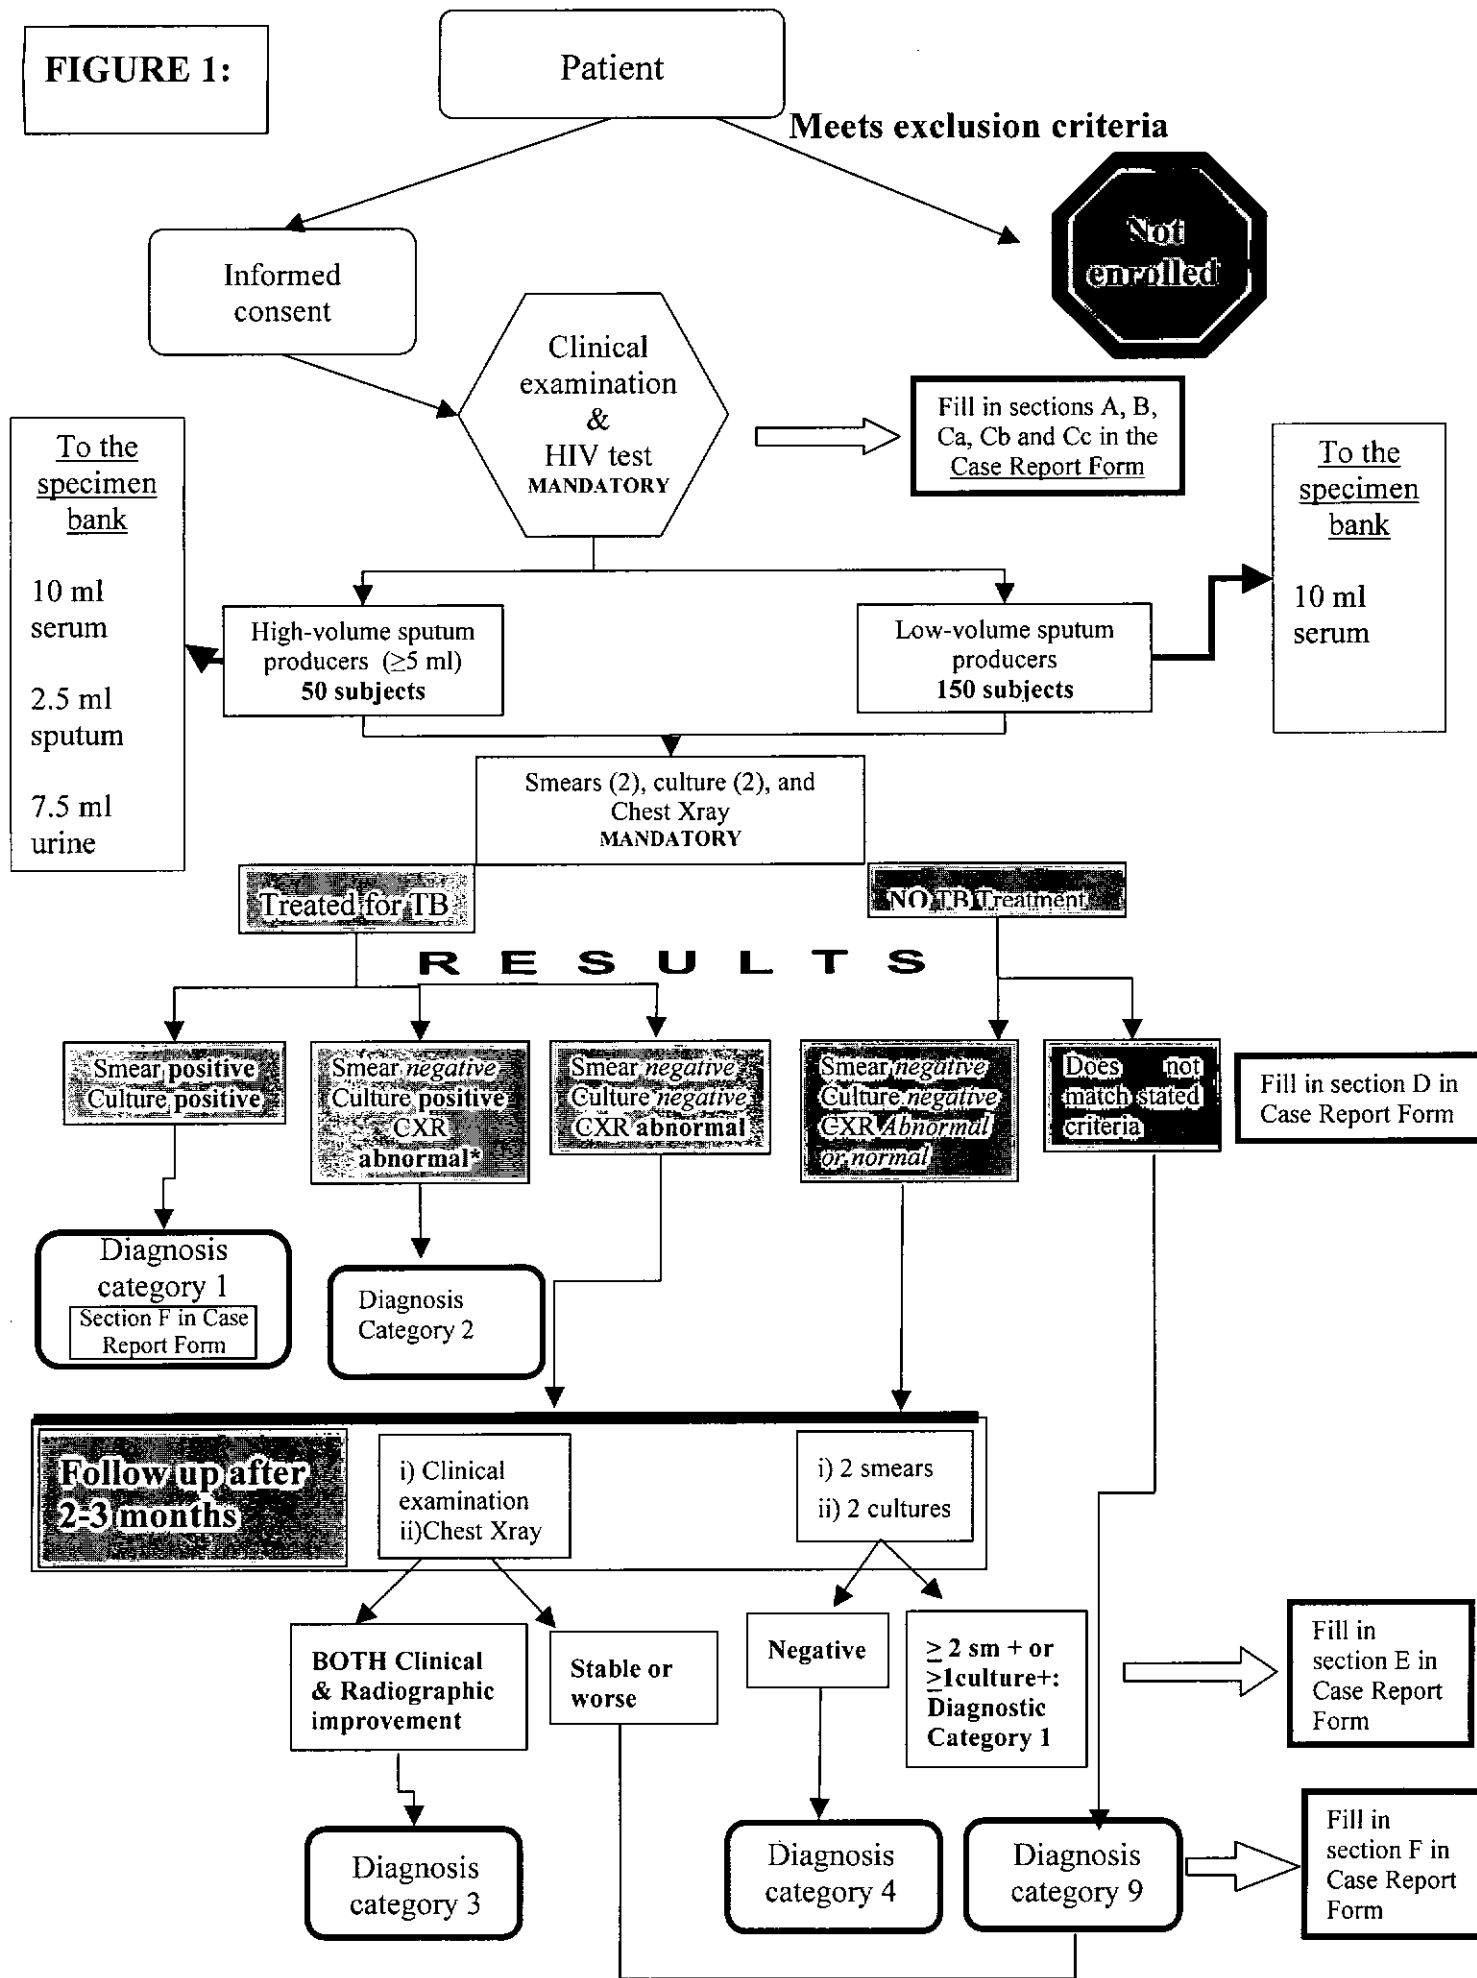 FIGURE 1:
Patient
Meets exclusion criteria
Not
enrolled
Informed
consent
Clinical
examination
&
HIV test
MANDATORY
Fill in sections A, B,
Ca, Cb and Cc in the
Case Report Form
To the
specimen
bank
10 ml
serum
2.5 ml
sputum
7.5 ml
urine
To the
specimen
bank
10 ml
serum
High-volume sputum
producers (≥5 ml)
50 subjects
Low-volume sputum
producers
150 subjects
Smears (2), culture (2), and
Chest Xray
MANDATORY
Treated for TB
NO TB Treatment
RESULTS
Smear positive
Culture positive
Smear negative
Culture positive
CXR
abnormal*
Smear negative
Culture negative
CXR abnormal
Smear negative
Culture negative
CXR Abnormal
or normal
Does not
match stated
criteria
Fill in section D in
Case Report Form
Diagnosis
category 1
Section F in Case
Report Form
Diagnosis
Category 2
Follow up after
2-3 months
i) Clinical
examination
ii)Chest Xray
i) 2 smears
ii) 2 cultures
BOTH Clinical
& Radiographic
improvement
Stable or
worse
Negative
≥ 2 sm + or
≥1culture+:
Diagnostic
Category 1
Fill in
section E in
Case Report
Form
Diagnosis
category 3
Diagnosis
category 4
Diagnosis
category 9
Fill in
section F in
Case Report
Form